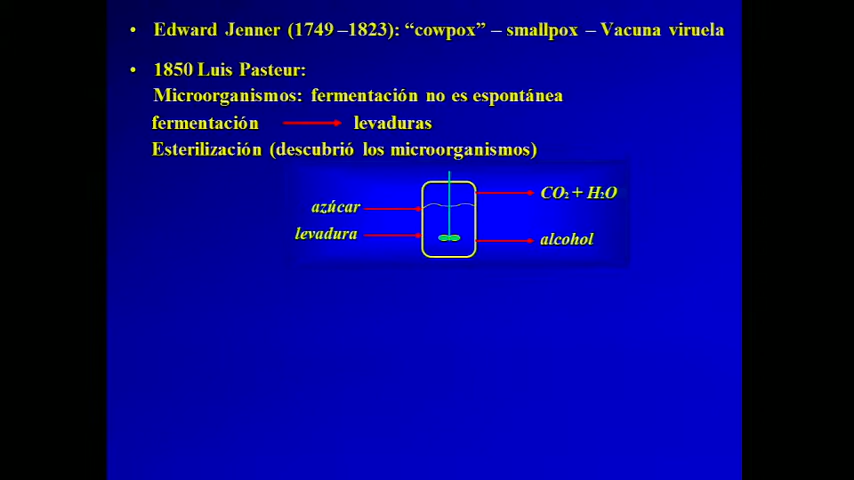 • Edward Jenner (1749 –1823): “cowpox” – smallpox – Vacuna viruela
• 1850 Luis Pasteur:
Microorganismos: fermentación no es espontánea
fermentación → levaduras
Esterilización (descubrió los microorganismos)
CO₂ + H₂O
azúcar
levadura
alcohol